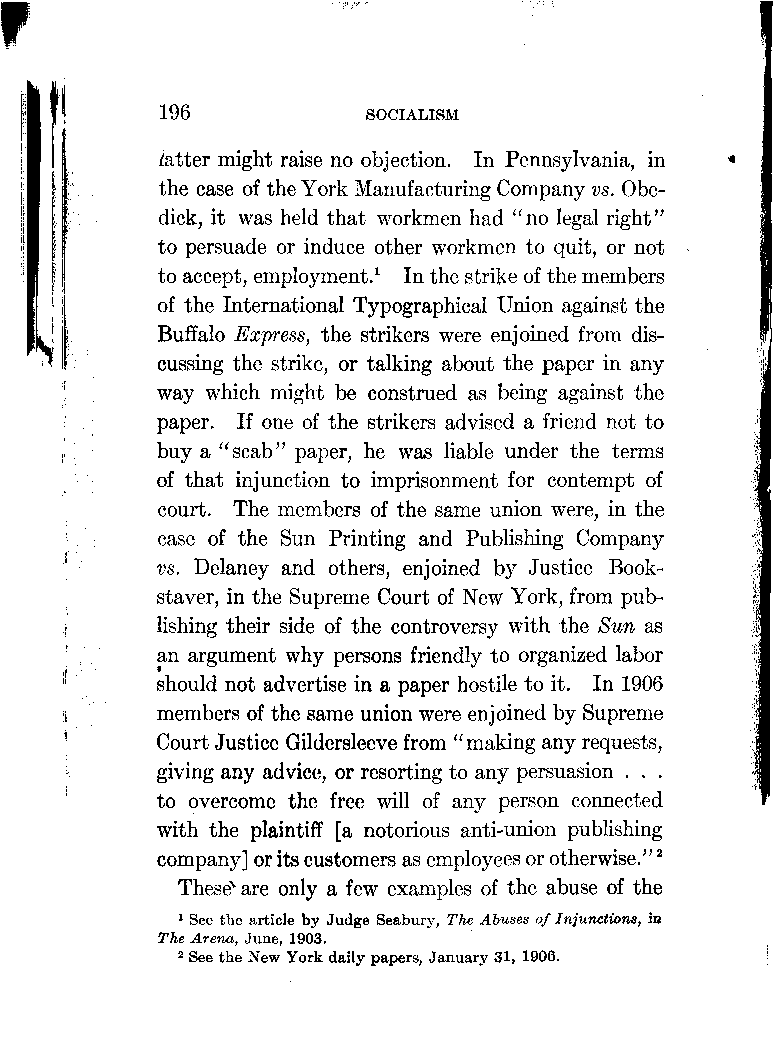 196 SOCIALISM
latter might raise no objection. In Pennsylvania, in
the case of the York Manufacturing Company vs. Obe-
dick, it was held that workmen had “no legal right”
to persuade or induce other workmen to quit, or not
to accept, employment.¹ In the strike of the members
of the International Typographical Union against the
Buffalo Express, the strikers were enjoined from dis-
cussing the strike, or talking about the paper in any
way which might be construed as being against the
paper. If one of the strikers advised a friend not to
buy a “scab” paper, he was liable under the terms
of that injunction to imprisonment for contempt of
court. The members of the same union were, in the
case of the Sun Printing and Publishing Company
vs. Delaney and others, enjoined by Justice Book-
staver, in the Supreme Court of New York, from pub-
lishing their side of the controversy with the Sun as
an argument why persons friendly to organized labor
should not advertise in a paper hostile to it. In 1906
members of the same union were enjoined by Supreme
Court Justice Gildersleeve from “making any requests,
giving any advice, or resorting to any persuasion . . .
to overcome the free will of any person connected
with the plaintiff [a notorious anti-union publishing
company] or its customers as employees or otherwise.”²
These are only a few examples of the abuse of the
¹ See the article by Judge Seabury, The Abuses of Injunctions, in
The Arena, June, 1903.
² See the New York daily papers, January 31, 1906.